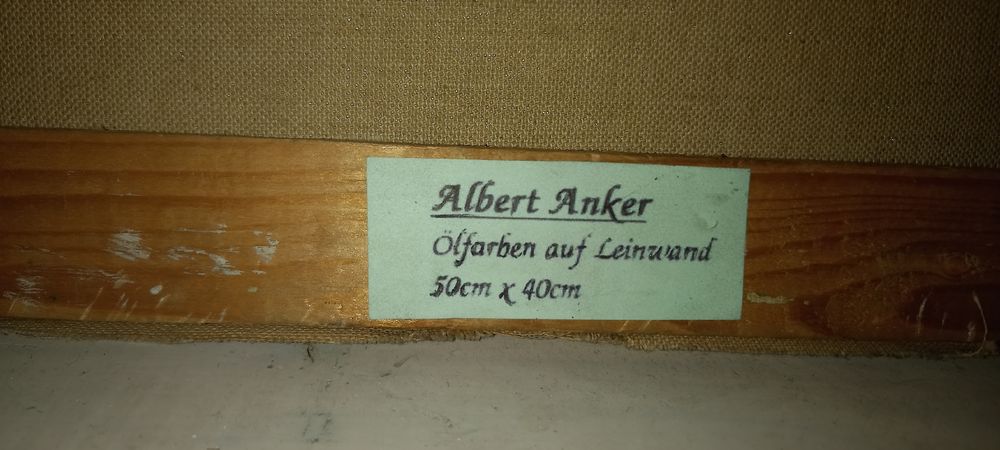 Albert Anker
Ölfarben auf Leinwand
50cm x 40cm